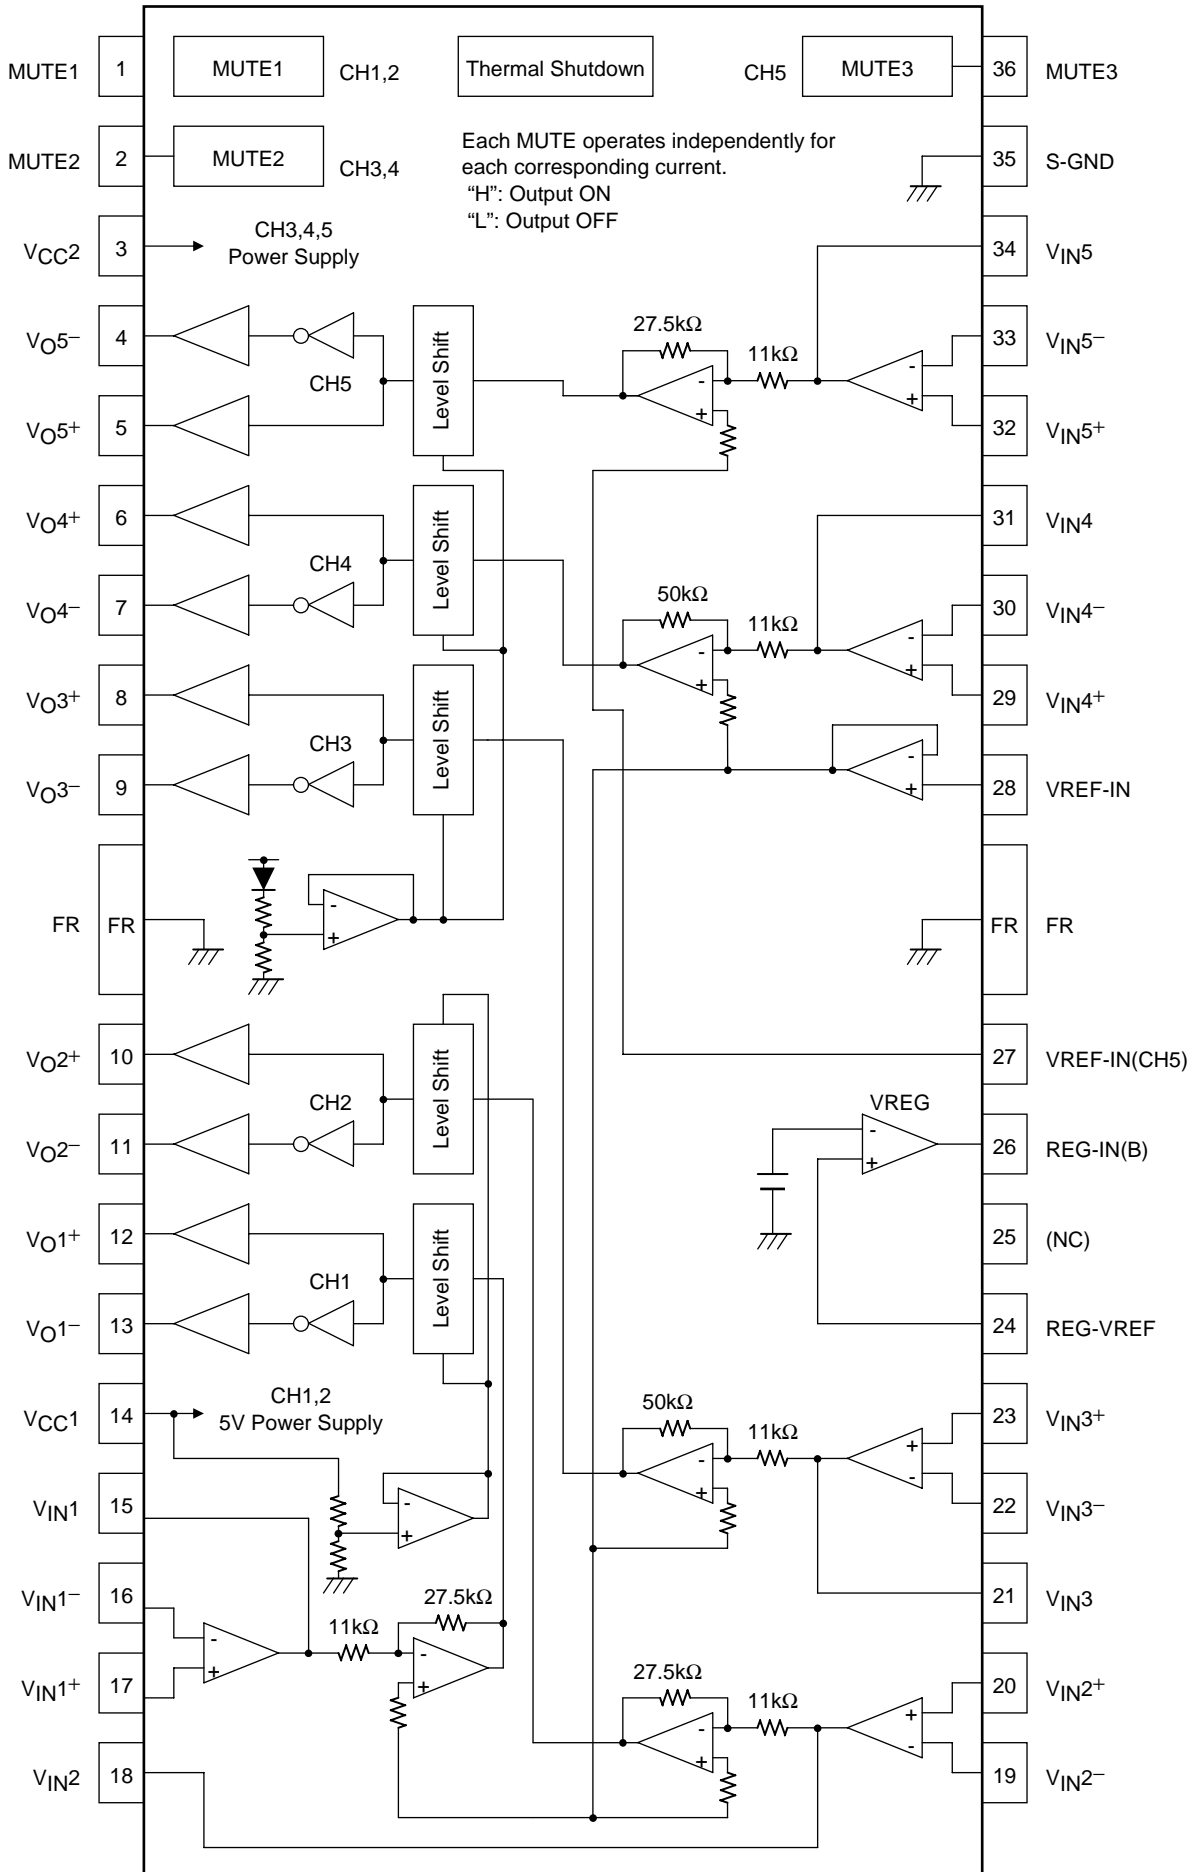 MUTE1 1 MUTE1 CH1,2 Thermal Shutdown CH5 MUTE3 36 MUTE3
MUTE2 2 MUTE2 CH3,4
Each MUTE operates independently for
each corresponding current.
“H”: Output ON
“L”: Output OFF
35 S-GND
VCC2 3 CH3,4,5
Power Supply
34 VIN5
VO5− 4 CH5 Level Shift 27.5kΩ 11kΩ - + - + 33 VIN5−
VO5+ 5 32 VIN5+
VO4+ 6 CH4 Level Shift 31 VIN4
VO4− 7 50kΩ 11kΩ - + - + 30 VIN4−
VO3+ 8 CH3 Level Shift 29 VIN4+
VO3− 9 - + 28 VREF-IN
FR FR - + FR FR
VO2+ 10 CH2 Level Shift 27 VREF-IN(CH5)
VO2− 11 VREG - + 26 REG-IN(B)
VO1+ 12 CH1 Level Shift 25 (NC)
VO1− 13 24 REG-VREF
VCC1 14 CH1,2
5V Power Supply
50kΩ 11kΩ - + + - 23 VIN3+
VIN1 15 - + 22 VIN3−
VIN1− 16 - + 11kΩ 27.5kΩ - + 21 VIN3
VIN1+ 17 27.5kΩ 11kΩ - + + - 20 VIN2+
VIN2 18 19 VIN2−